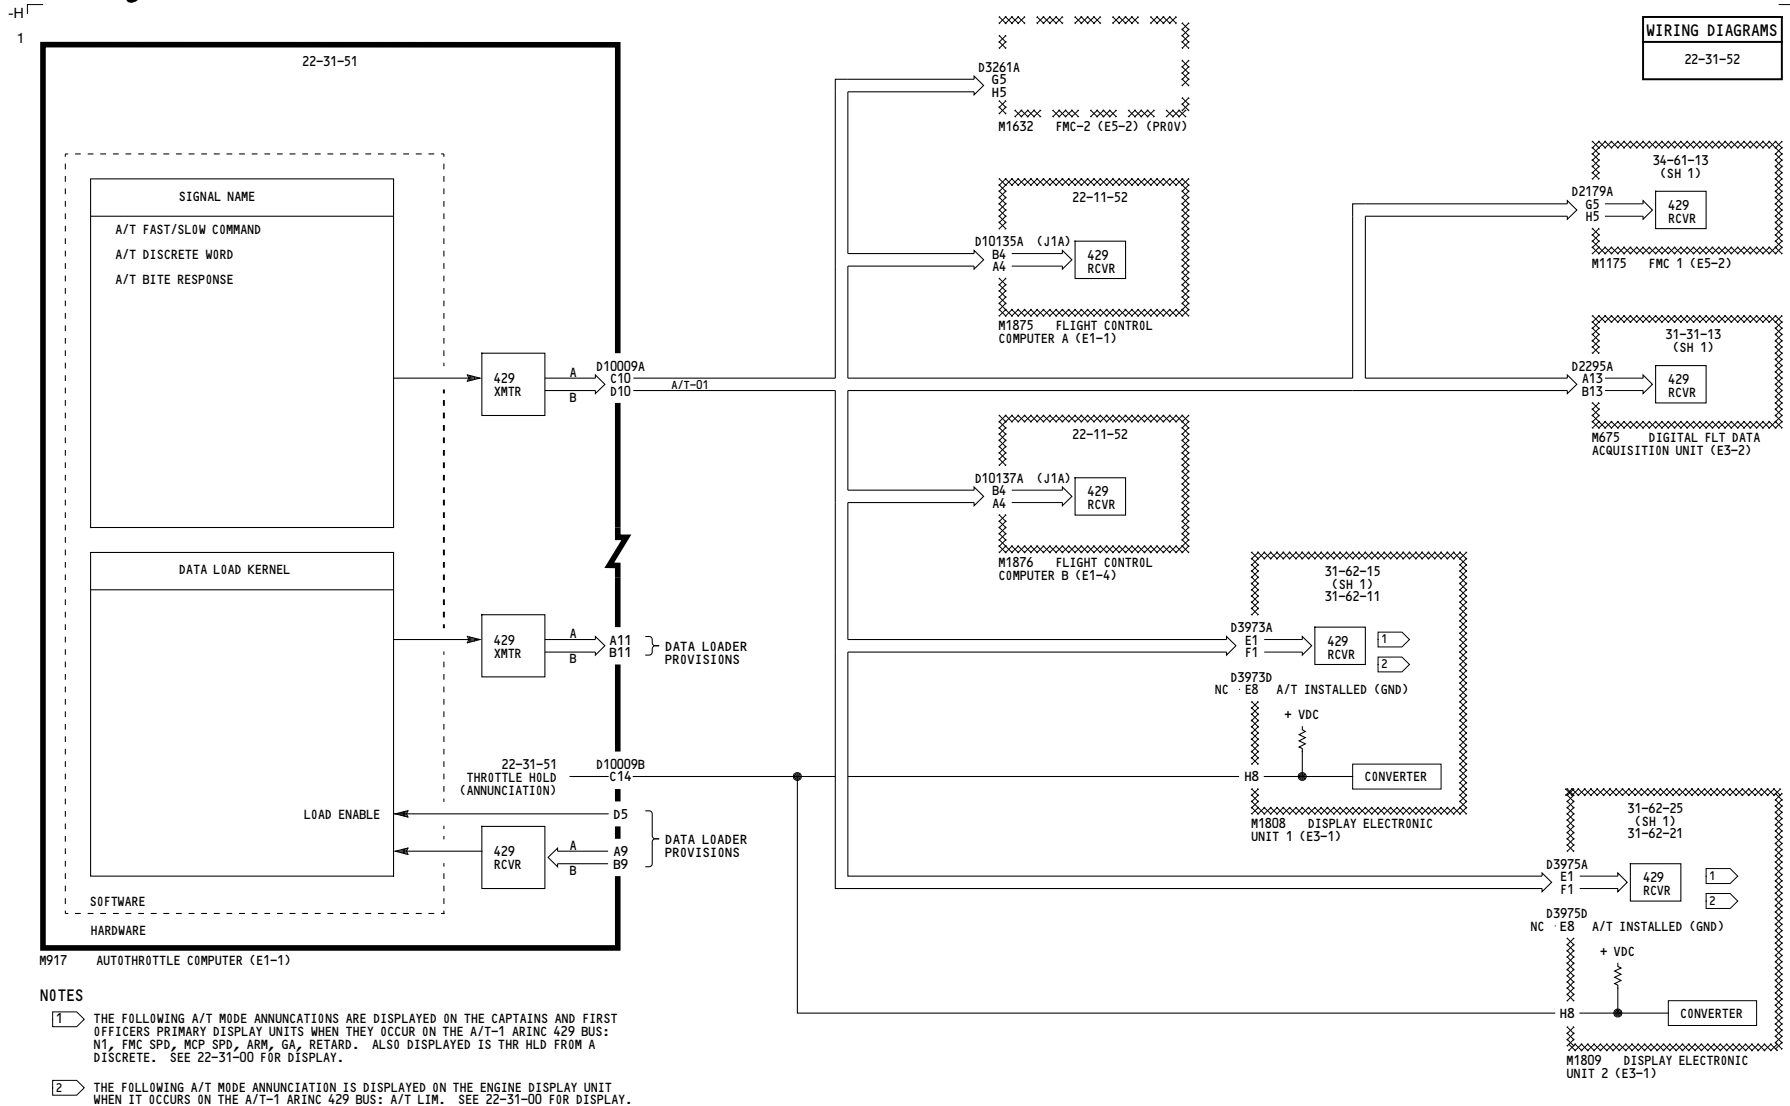 -H
1
22-31-51
WIRING DIAGRAMS
22-31-52
SIGNAL NAME
A/T FAST/SLOW COMMAND
A/T DISCRETE WORD
A/T BITE RESPONSE
429
XMTR
A
B
D10009A
C10
D10
A/T-01
DATA LOAD KERNEL
429
XMTR
A
B
A11
B11
DATA LOADER
PROVISIONS
22-31-51
THROTTLE HOLD
(ANNUNCIATION)
D10009B
C14
LOAD ENABLE
D5
429
RCVR
A
B
A9
B9
DATA LOADER
PROVISIONS
SOFTWARE
HARDWARE
M917 AUTOTHROTTLE COMPUTER (E1-1)
D3261A
G5
H5
M1632 FMC-2 (E5-2) (PROV)
22-11-52
D10135A (J1A)
B4
A4
429
RCVR
M1875 FLIGHT CONTROL
COMPUTER A (E1-1)
22-11-52
D10137A (J1A)
B4
A4
429
RCVR
M1876 FLIGHT CONTROL
COMPUTER B (E1-4)
34-61-13
(SH 1)
D2179A
G5
H5
429
RCVR
M1175 FMC 1 (E5-2)
31-31-13
(SH 1)
D2295A
A13
B13
429
RCVR
M675 DIGITAL FLT DATA
ACQUISITION UNIT (E3-2)
31-62-15
(SH 1)
31-62-11
D3973A
E1
F1
429
RCVR
1
2
D3973D
NC E8 A/T INSTALLED (GND)
+ VDC
H8
CONVERTER
M1808 DISPLAY ELECTRONIC
UNIT 1 (E3-1)
31-62-25
(SH 1)
31-62-21
D3975A
E1
F1
429
RCVR
1
2
D3975D
NC E8 A/T INSTALLED (GND)
+ VDC
H8
CONVERTER
M1809 DISPLAY ELECTRONIC
UNIT 2 (E3-1)
NOTES
1 THE FOLLOWING A/T MODE ANNUNCATIONS ARE DISPLAYED ON THE CAPTAINS AND FIRST
OFFICERS PRIMARY DISPLAY UNITS WHEN THEY OCCUR ON THE A/T-1 ARINC 429 BUS:
N1, FMC SPD, MCP SPD, ARM, GA, RETARD. ALSO DISPLAYED IS THR HLD FROM A
DISCRETE. SEE 22-31-00 FOR DISPLAY.
2 THE FOLLOWING A/T MODE ANNUNCIATION IS DISPLAYED ON THE ENGINE DISPLAY UNIT
WHEN IT OCCURS ON THE A/T-1 ARINC 429 BUS: A/T LIM. SEE 22-31-00 FOR DISPLAY.